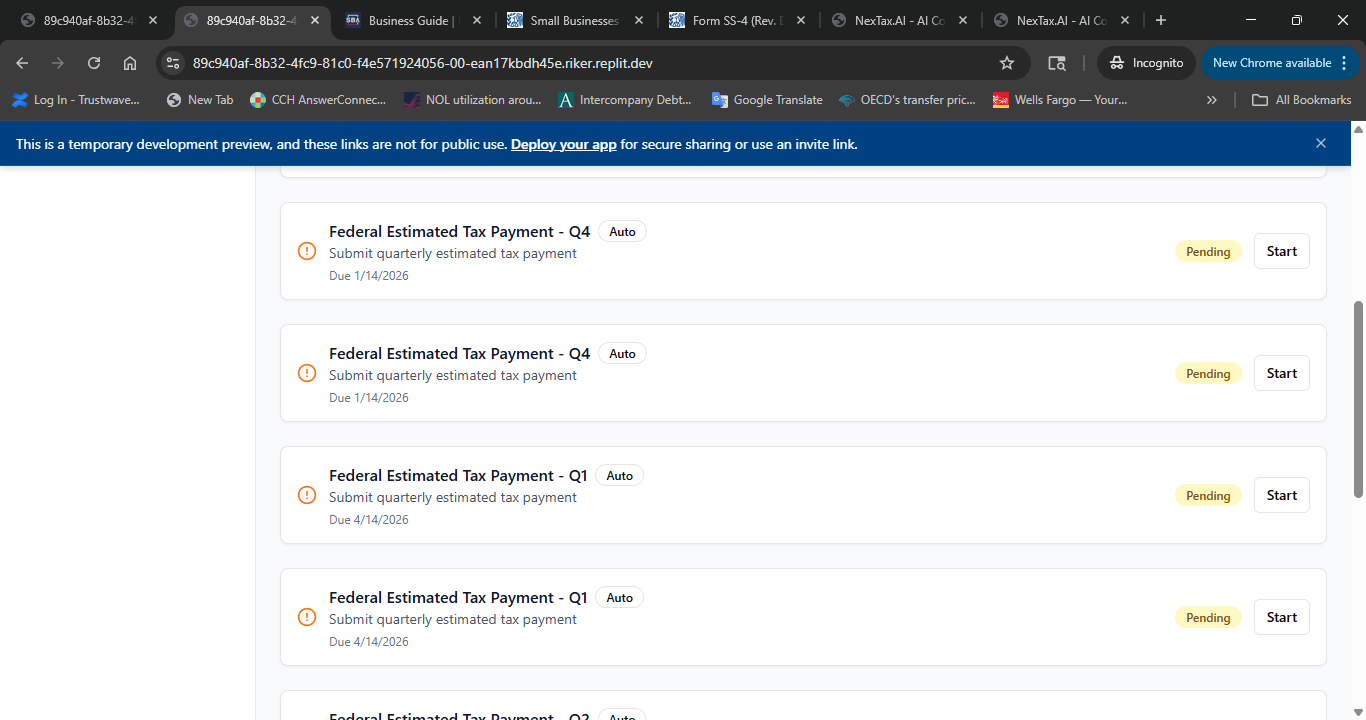 89c940af-8b32-4
89c940af-8b32-4
SBA
Business Guide |
Small Businesses
Form SS-4 (Rev. D
NexTax.AI - AI Co
NexTax.AI - AI Co
89c940af-8b32-4fc9-81c0-f4e571924056-00-ean17kbdh45e.riker.replit.dev
Incognito
New Chrome available
Log In - Trustwave...
New Tab
CCH AnswerConnec...
NOL utilization arou...
A
Intercompany Debt...
Google Translate
OECD's transfer pric...
Wells Fargo — Your...
All Bookmarks
This is a temporary development preview, and these links are not for public use. Deploy your app for secure sharing or use an invite link.
Federal Estimated Tax Payment - Q4 Auto
Submit quarterly estimated tax payment
Due 1/14/2026
Pending
Start
Federal Estimated Tax Payment - Q4 Auto
Submit quarterly estimated tax payment
Due 1/14/2026
Pending
Start
Federal Estimated Tax Payment - Q1 Auto
Submit quarterly estimated tax payment
Due 4/14/2026
Pending
Start
Federal Estimated Tax Payment - Q1 Auto
Submit quarterly estimated tax payment
Due 4/14/2026
Pending
Start
Federal Estimated Tax Payment - Q2 Auto